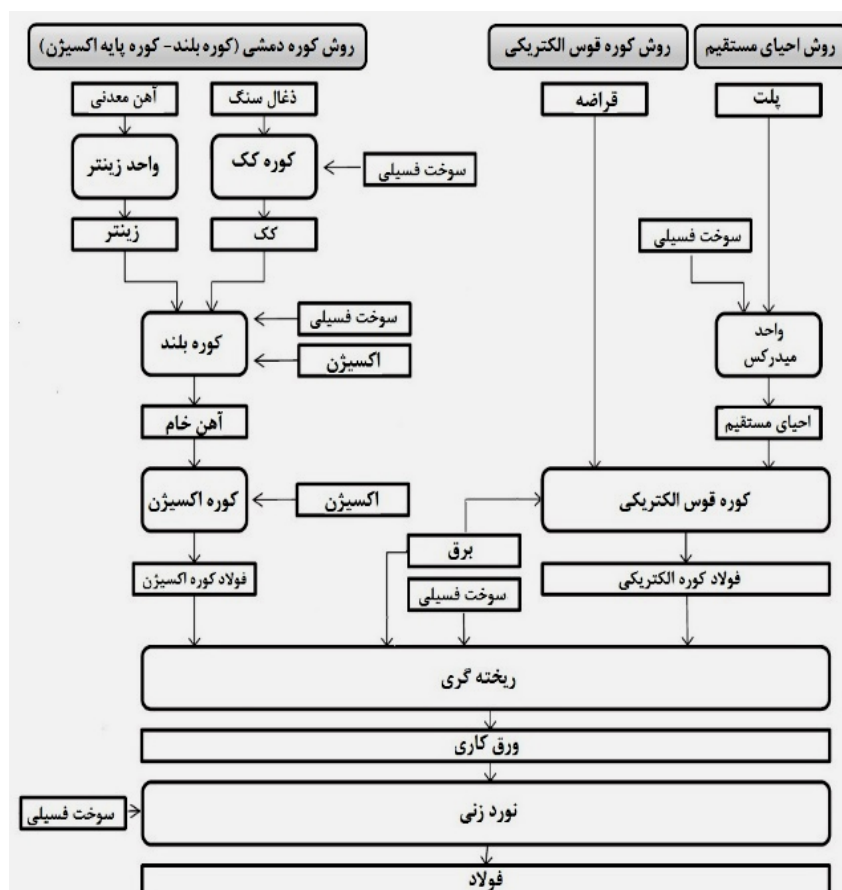 روش احیای مستقیم
روش کوره قوس الکتریکی
روش کوره دمشی (کوره بلند- کوره پایه اکسیژن)
پلت
قراضه
ذغال سنگ
آهن معدنی
کوره کک
واحد زینتر
سوخت فسیلی
کک
زینتر
سوخت فسیلی
واحد
میدرکس
سوخت فسیلی
کوره بلند
اکسیژن
احیای مستقیم
آهن خام
کوره قوس الکتریکی
اکسیژن
کوره اکسیژن
برق
فولاد کوره الکتریکی
فولاد کوره اکسیژن
سوخت فسیلی
ریخته گری
ورق کاری
نورد زنی
سوخت فسیلی
فولاد